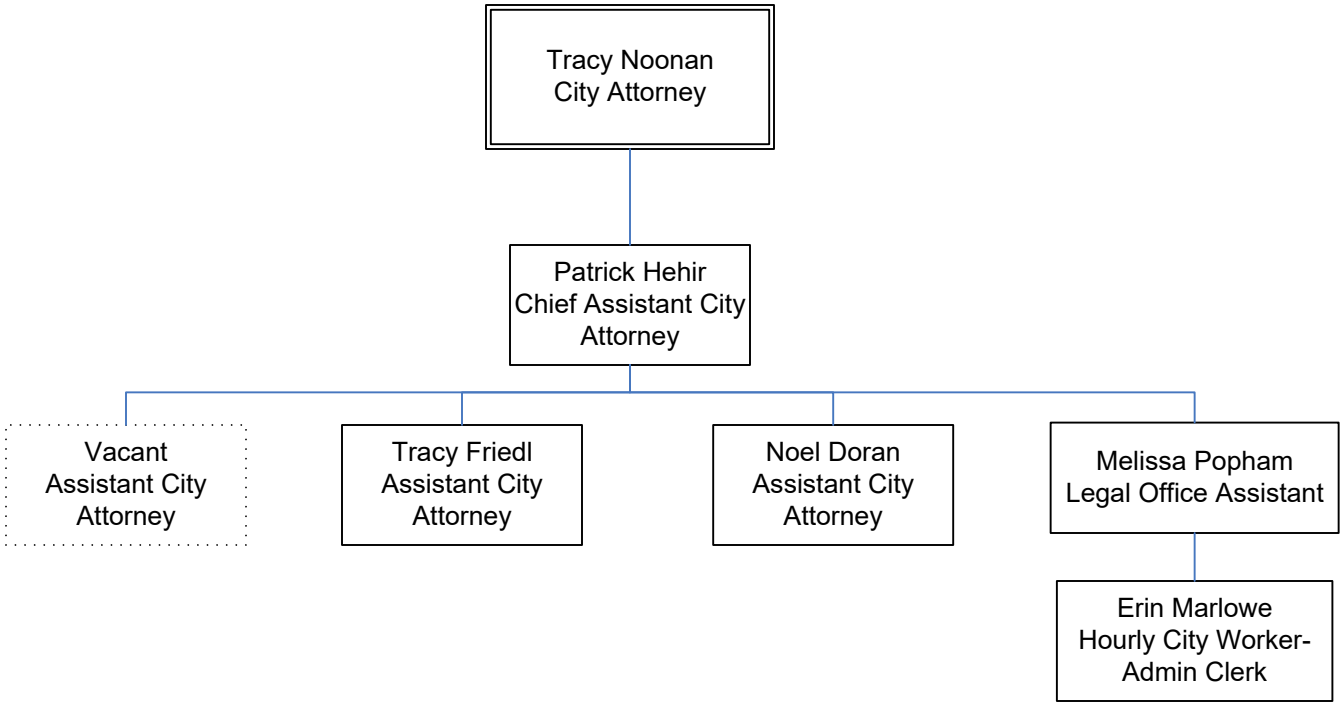 Tracy Noonan
City Attorney
Patrick Hehir
Chief Assistant City
Attorney
Vacant
Assistant City
Attorney
Tracy Friedl
Assistant City
Attorney
Noel Doran
Assistant City
Attorney
Melissa Popham
Legal Office Assistant
Erin Marlowe
Hourly City Worker-
Admin Clerk